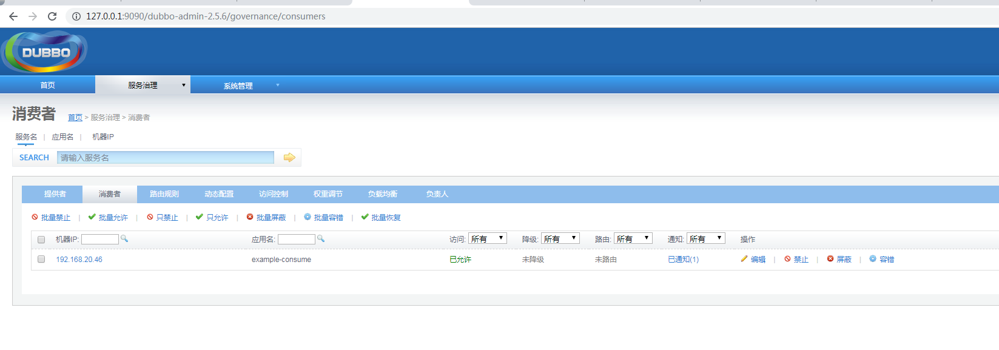 127.0.0.1:9090/dubbo-admin-2.5.6/governance/consumers
DUBBO
首页 服务治理 系统管理
消费者 首页 > 服务治理 > 消费者
服务名 | 应用名 | 机器IP
SEARCH 请输入服务名
提供者 消费者 路由规则 动态配置 访问控制 权重调节 负载均衡 负责人
批量禁止 | 批量允许 | 只禁止 | 只允许 | 批量屏蔽 | 批量容错 | 批量恢复
机器IP: 应用名: 访问: 所有 降级: 所有 路由: 所有 通知: 所有 操作
192.168.20.46 example-consume 已允许 未降级 未路由 已通知(1) 编辑 | 禁止 | 屏蔽 | 容错